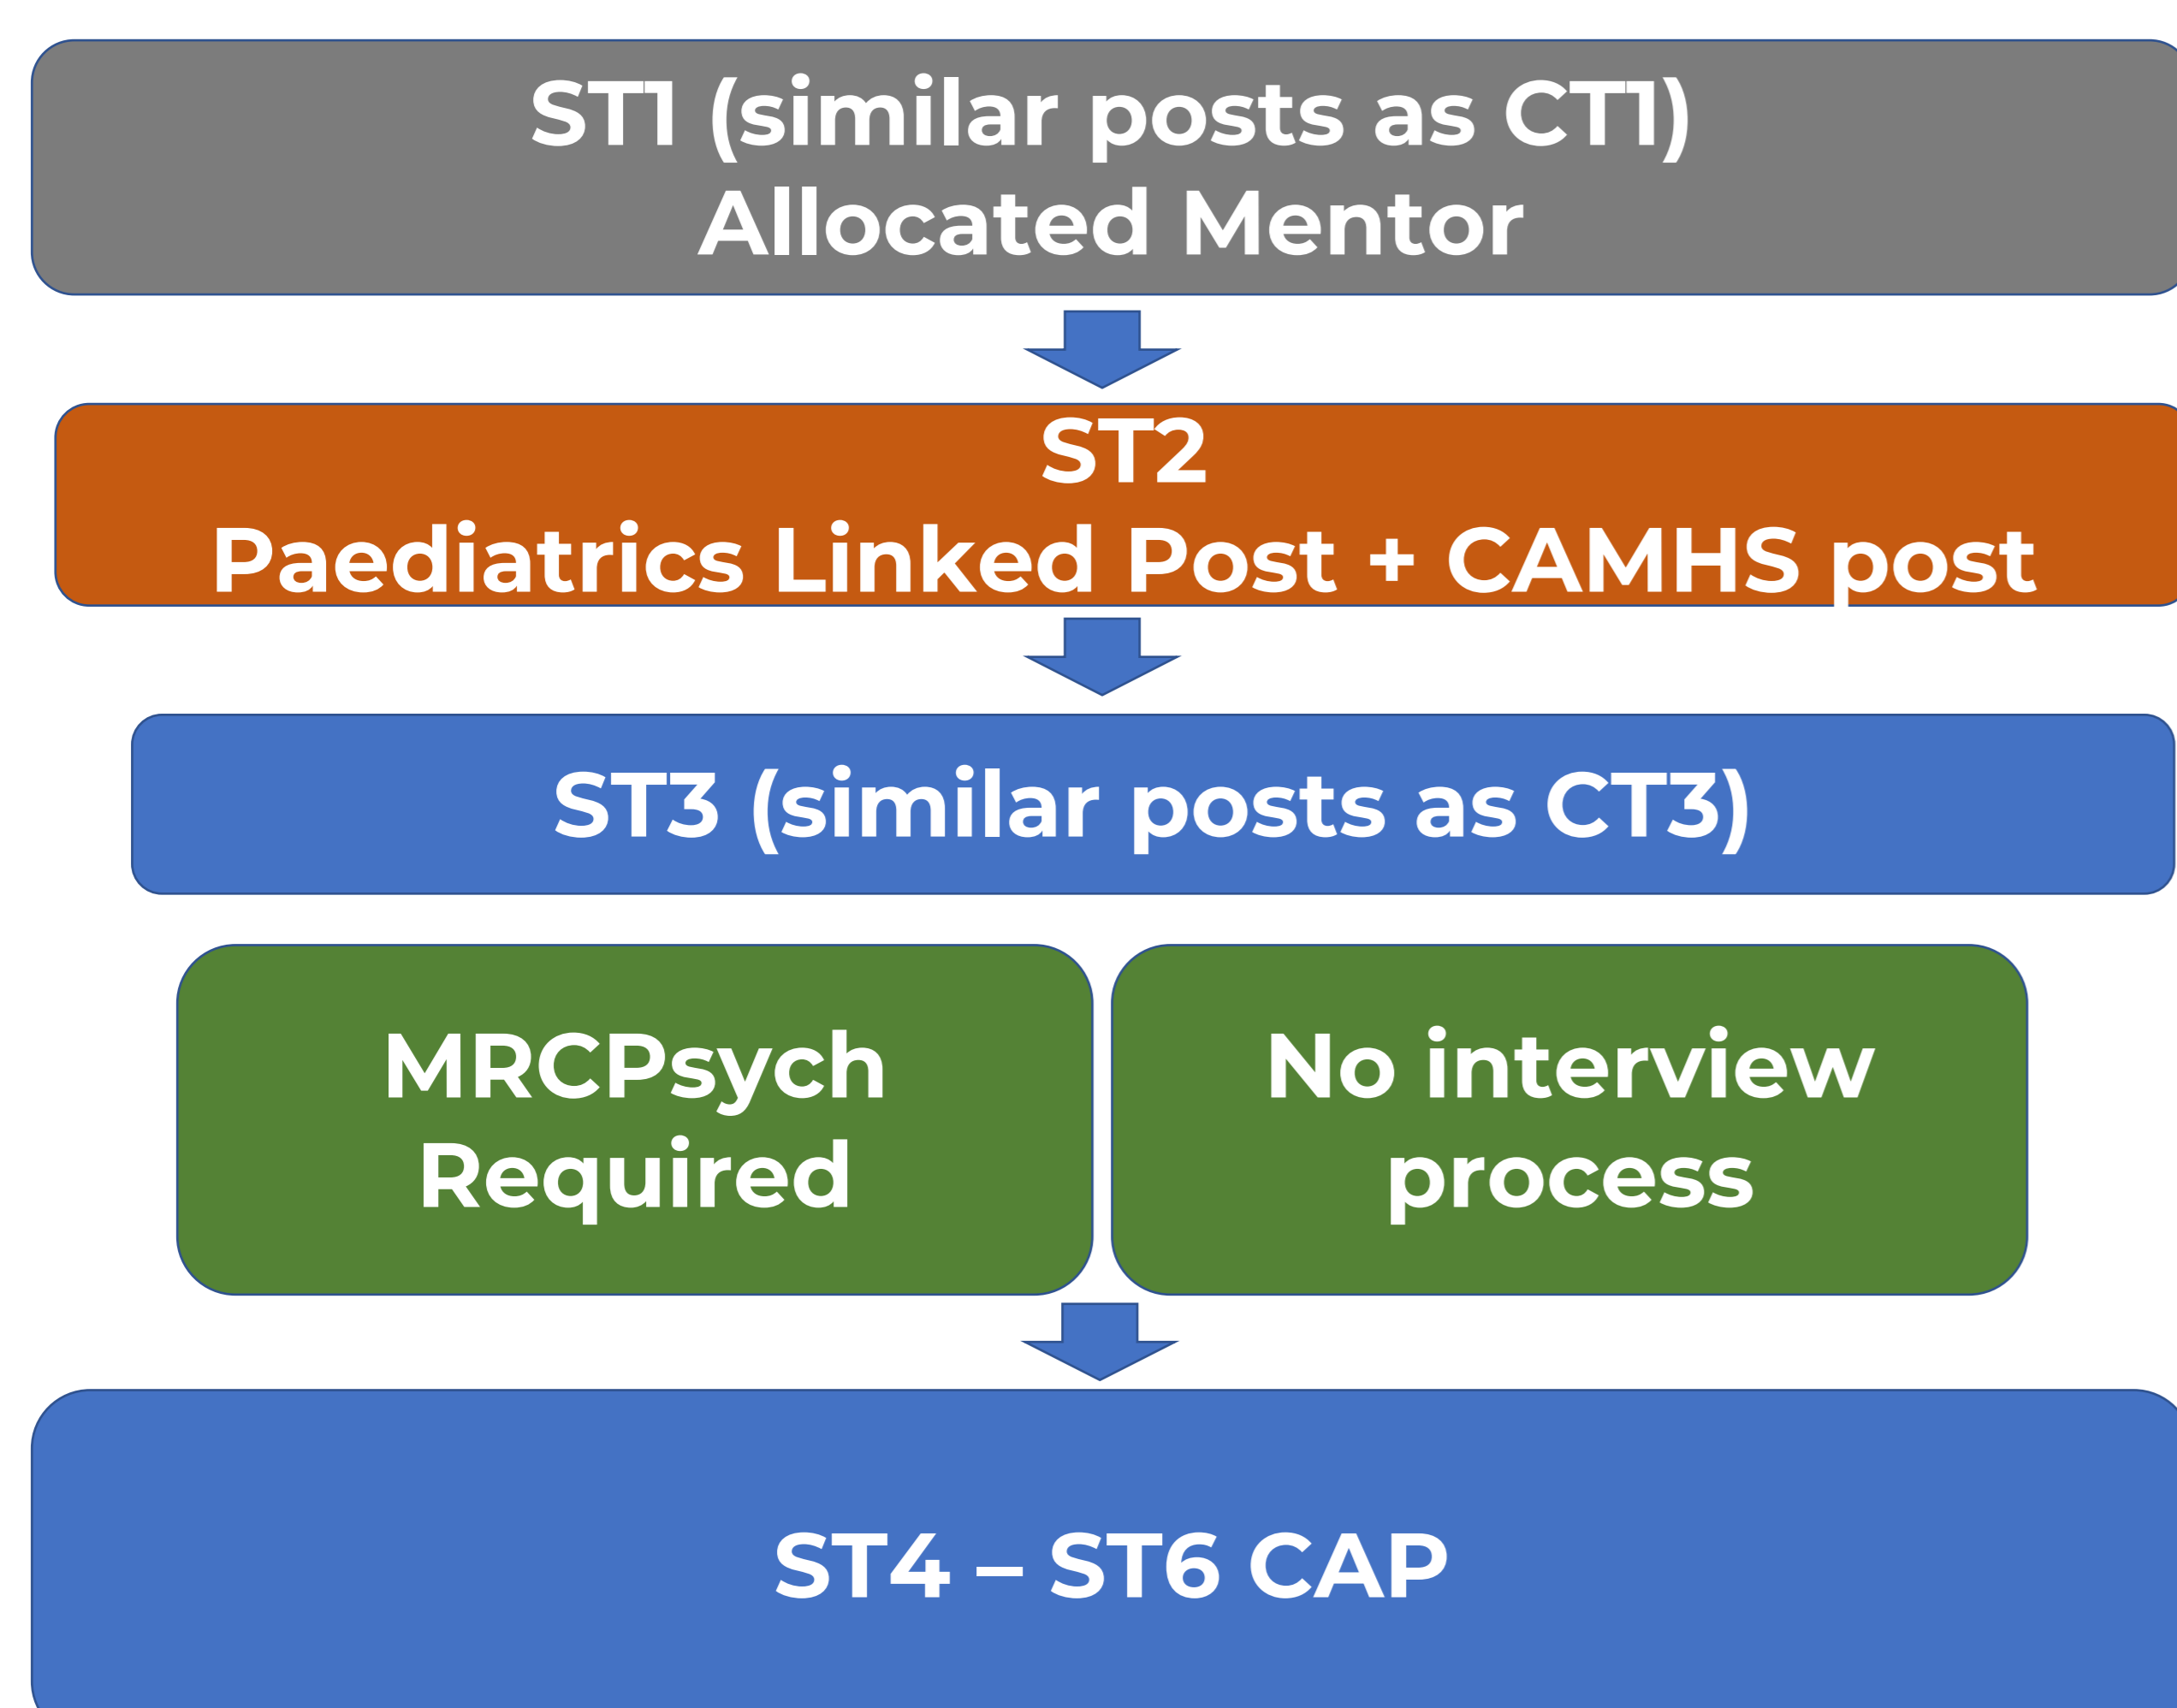 ST1 (similar posts as CT1)
Allocated Mentor
ST2
Paediatrics Linked Post + CAMHS post
ST3 (similar posts as CT3)
MRCPsych
Required
No interview
process
ST4 – ST6 CAP